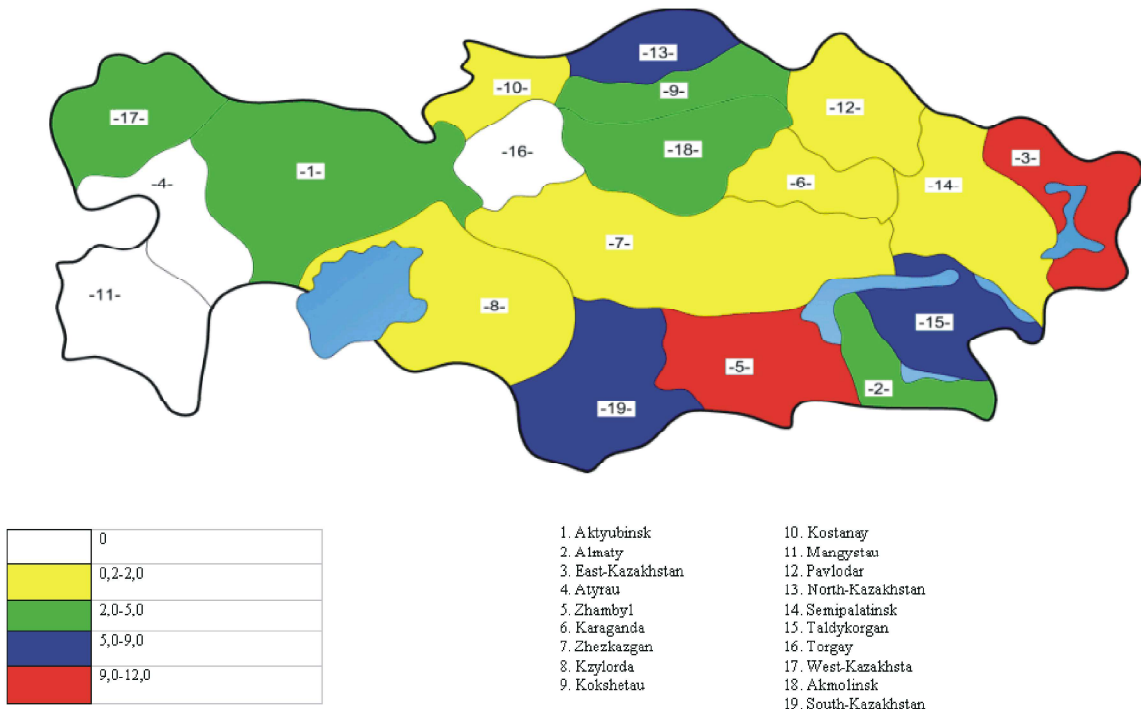 -13-
-10-
-9-
-12-
-17-
-16-
-18-
-3-
-1-
-4-
-6-
-14-
-7-
-11-
-8-
-15-
-5-
-2-
-19-
0
0,2-2,0
2,0-5,0
5,0-9,0
9,0-12,0
1. Aktyubinsk
2. Almaty
3. East-Kazakhstan
4. Atyrau
5. Zhambyl
6. Karaganda
7. Zhezkazgan
8. Kzylorda
9. Kokshetau
10. Kostanay
11. Mangystau
12. Pavlodar
13. North-Kazakhstan
14. Semipalatinsk
15. Taldykorgan
16. Torgay
17. West-Kazakhsta
18. Akmolinsk
19. South-Kazakhstan